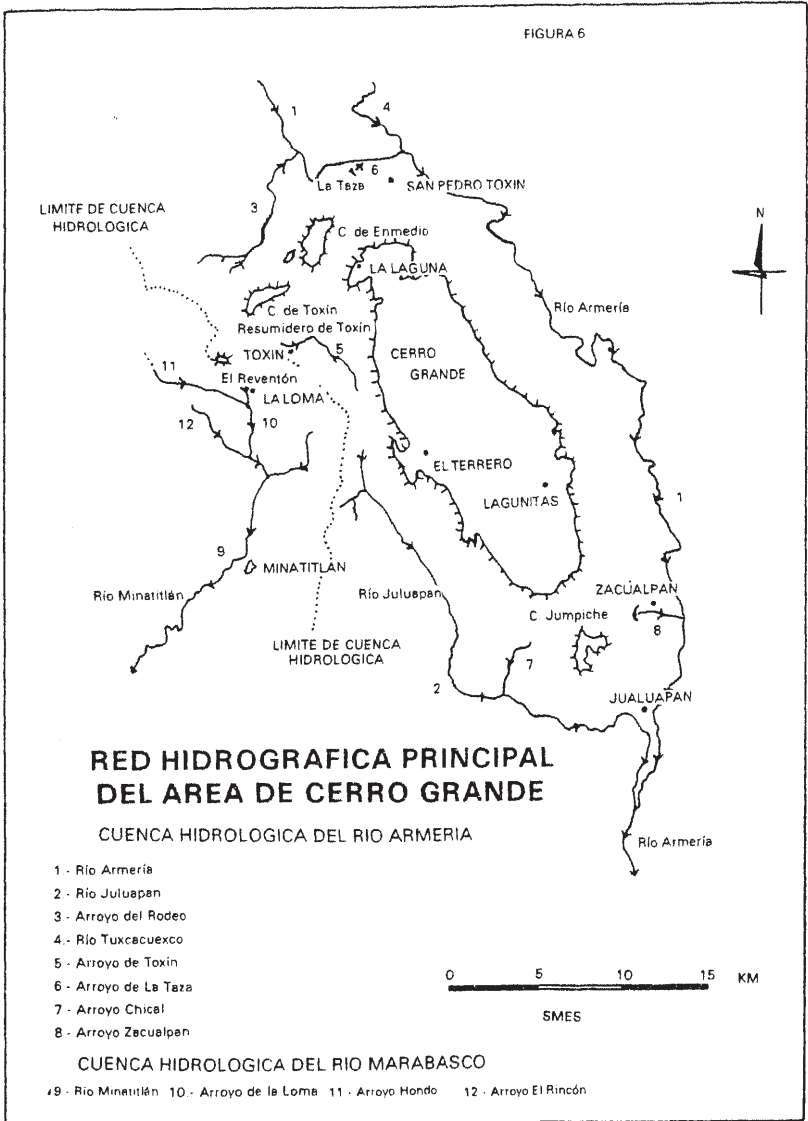 FIGURA 6
1
4
6
La Taza
SAN PEDRO TOXIN
LIMITE DE CUENCA
HIDROLOGICA
3
C. de Enmedio
N
LA LAGUNA
C. de Toxín
Río Armería
Resumidero de Toxín
TOXIN
5
CERRO
GRANDE
11
El Reventón
LA LOMA
12
10
EL TERRERO
LAGUNITAS
1
9
MINATITLAN
Río Minatitlán
Río Juluapan
ZACUALPAN
C. Jumpiche
8
LIMITE DE CUENCA
HIDROLOGICA
7
2
JUALUAPAN
RED HIDROGRAFICA PRINCIPAL
DEL AREA DE CERRO GRANDE
Río Armería
CUENCA HIDROLOGICA DEL RIO ARMERIA
1 - Río Armería
2 - Río Juluapan
3 - Arroyo del Rodeo
4.- Río Tuxcacuexco
5 - Arroyo de Toxín
6 - Arroyo de La Taza
7 - Arroyo Chical
8 - Arroyo Zacualpan
0 5 10 15 KM
SMES
CUENCA HIDROLOGICA DEL RIO MARABASCO
9 - Río Minatitlán 10.- Arroyo de la Loma 11 - Arroyo Hondo 12 - Arroyo El Rincón